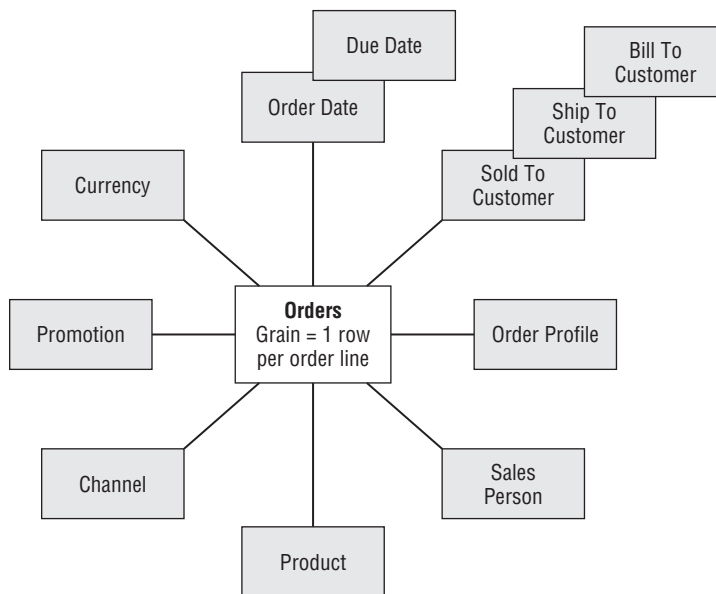 Due Date
Bill To
Customer
Order Date
Ship To
Customer
Currency
Sold To
Customer
Orders
Grain = 1 row
per order line
Promotion
Order Profile
Channel
Sales
Person
Product